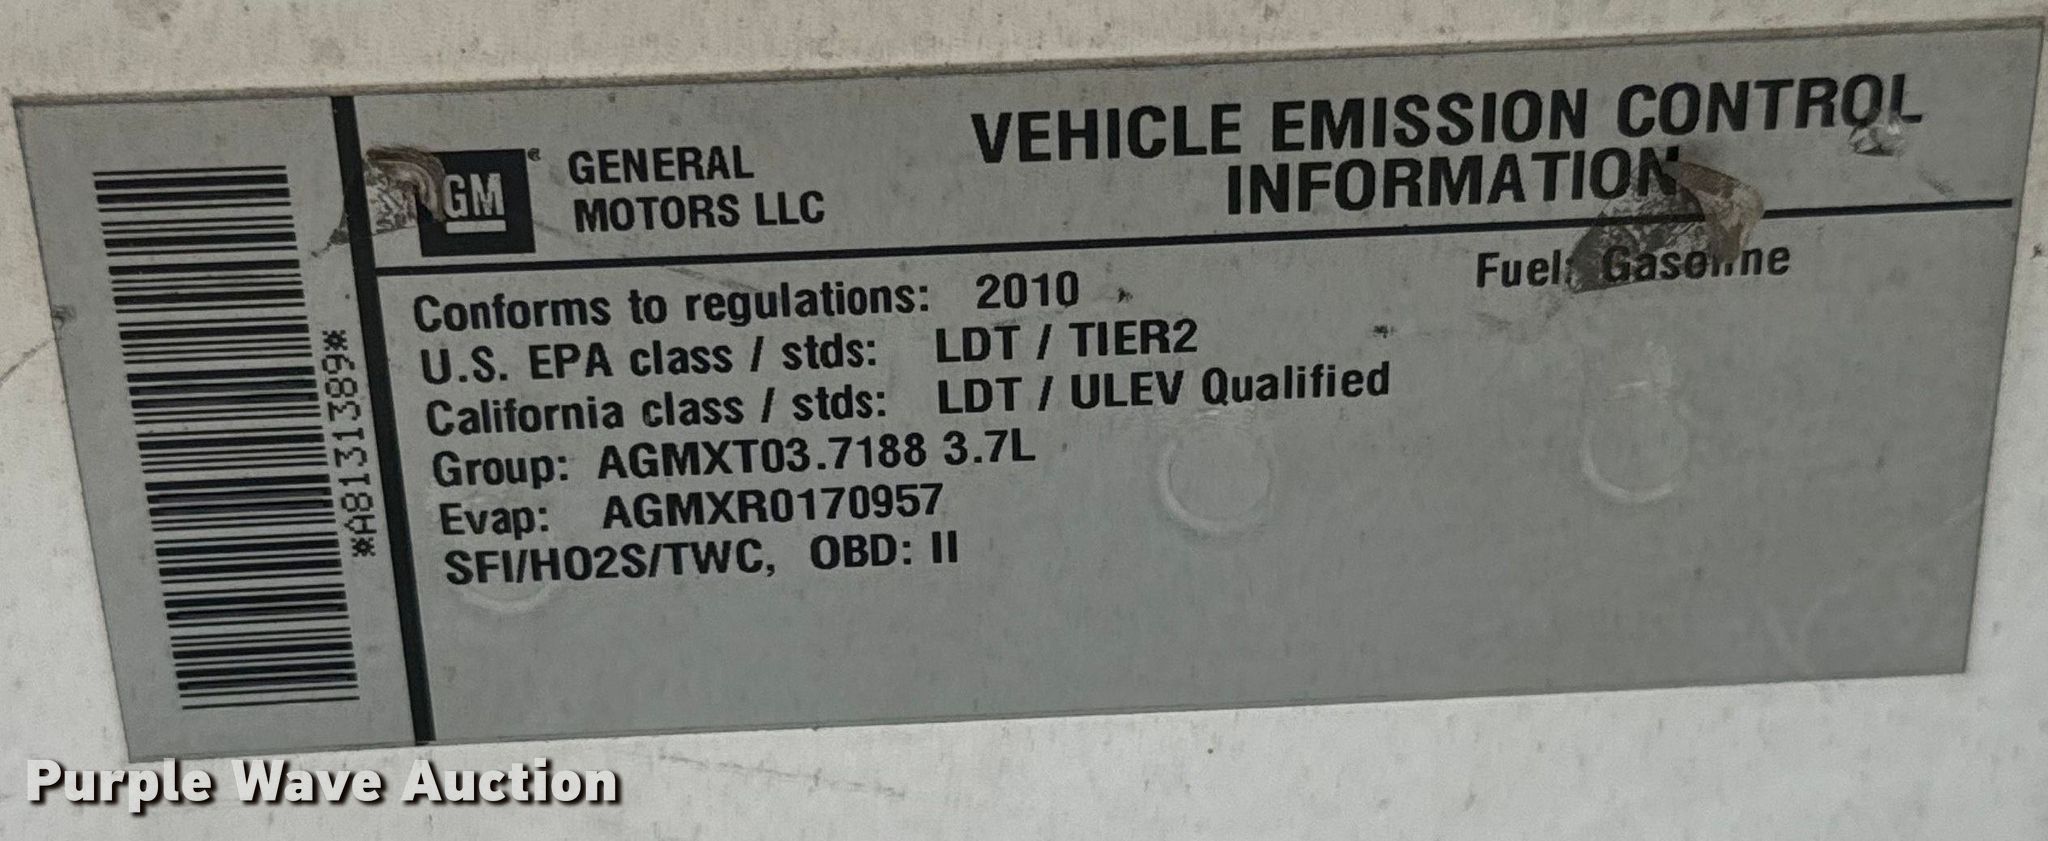 VEHICLE EMISSION CONTROL
INFORMATION
GM
GENERAL
MOTORS LLC
Fuel: Gasoline
Conforms to regulations: 2010
U.S. EPA class / stds: LDT / TIER2
California class / stds: LDT / ULEV Qualified
Group: AGMXT03.7188 3.7L
Evap: AGMXR0170957
SFI/HO2S/TWC, OBD: II
*A8131389*
Purple Wave Auction